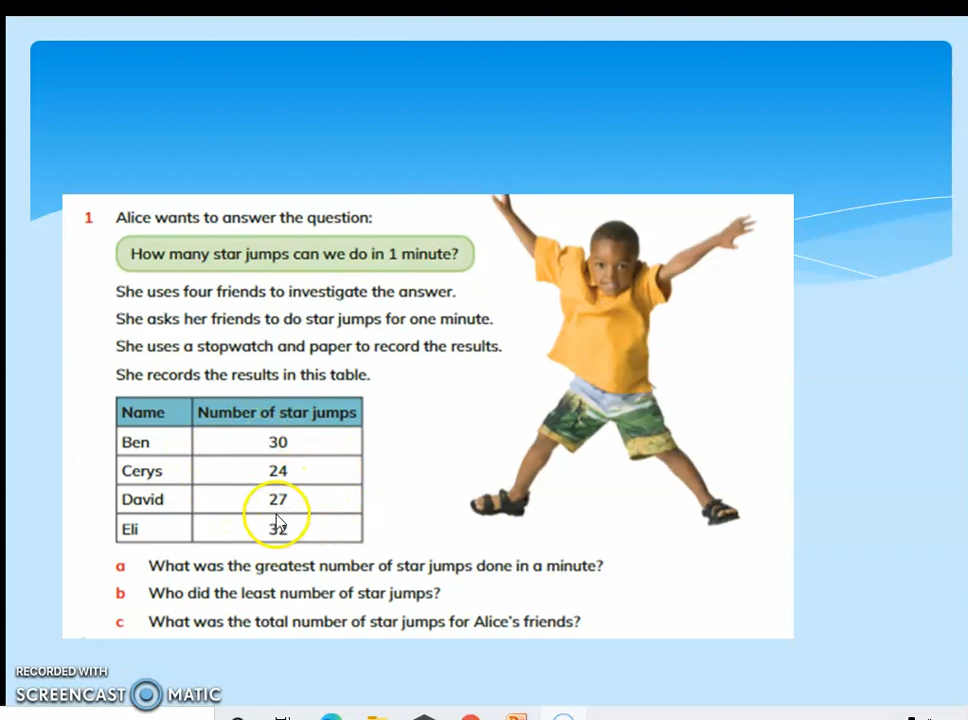 1 Alice wants to answer the question:
How many star jumps can we do in 1 minute?
She uses four friends to investigate the answer.
She asks her friends to do star jumps for one minute.
She uses a stopwatch and paper to record the results.
She records the results in this table.
Name Number of star jumps
Ben 30
Cerys 24
David 27
Eli 32
a What was the greatest number of star jumps done in a minute?
b Who did the least number of star jumps?
c What was the total number of star jumps for Alice's friends?
RECORDED WITH
SCREENCAST MATIC